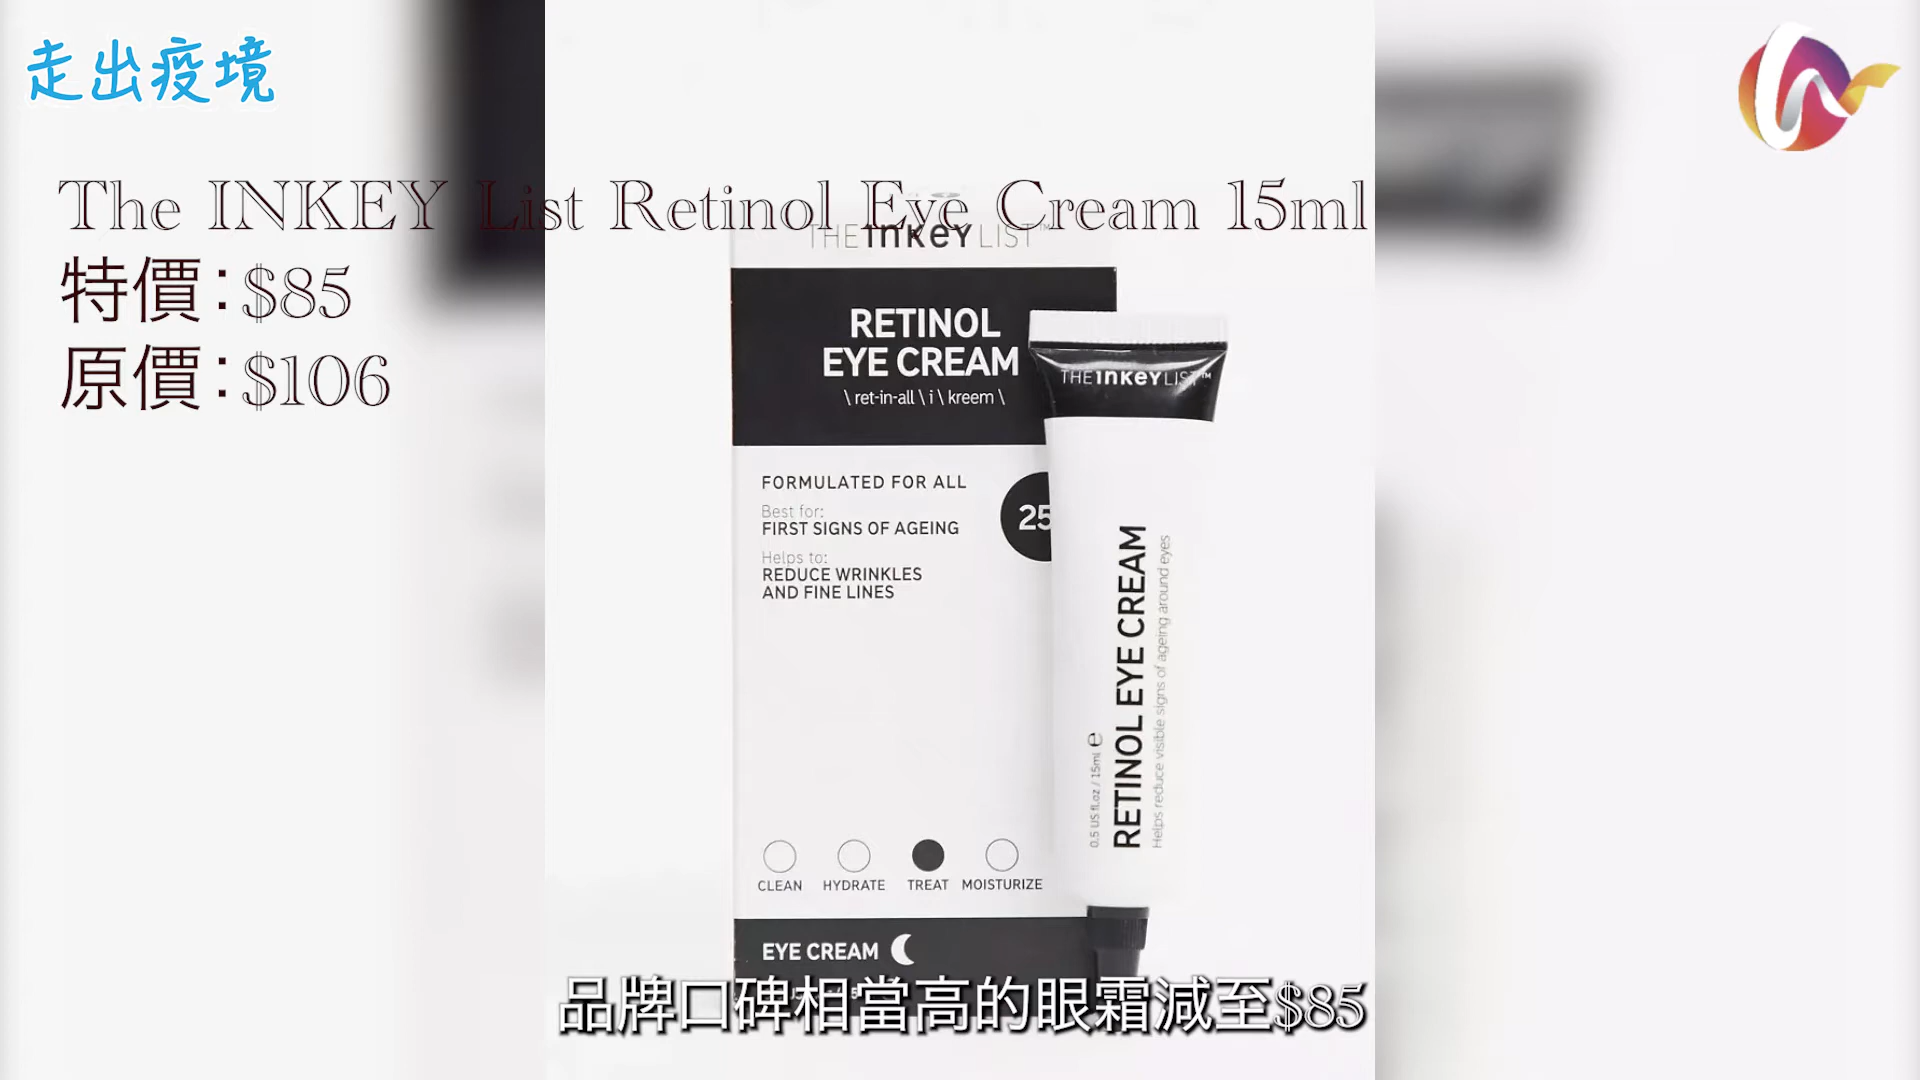 走出疫境
The INKEY List Retinol Eye Cream 15ml
特價:$85
原價:$106
THE INKEY LIST™
RETINOL
EYE CREAM
\ ret-in-all \ i \ kreem \
FORMULATED FOR ALL
Best for:
FIRST SIGNS OF AGEING
Helps to:
REDUCE WRINKLES
AND FINE LINES
25
CLEAN HYDRATE TREAT MOISTURIZE
EYE CREAM
THE INKEY LIST™
RETINOL EYE CREAM
Helps reduce visible signs of ageing around eyes
0.5 US fl.oz / 15ml e
品牌口碑相當高的眼霜減至$85